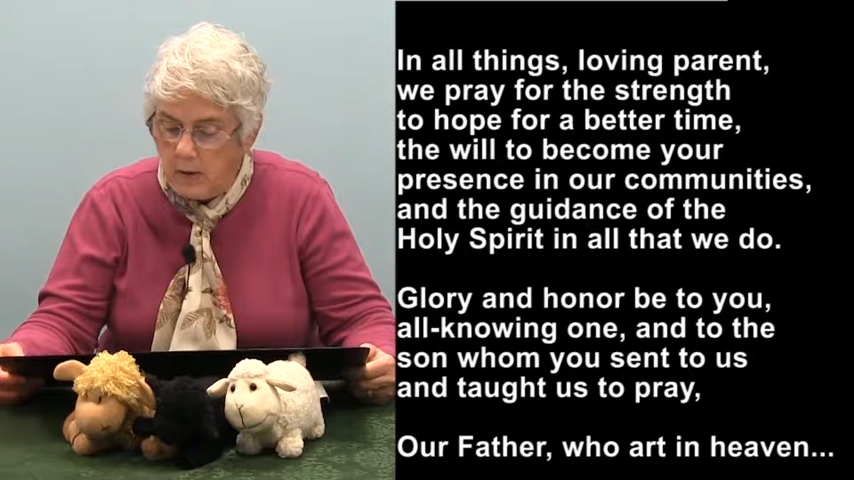 In all things, loving parent,
we pray for the strength
to hope for a better time,
the will to become your
presence in our communities,
and the guidance of the
Holy Spirit in all that we do.
Glory and honor be to you,
all-knowing one, and to the
son whom you sent to us
and taught us to pray,
Our Father, who art in heaven...